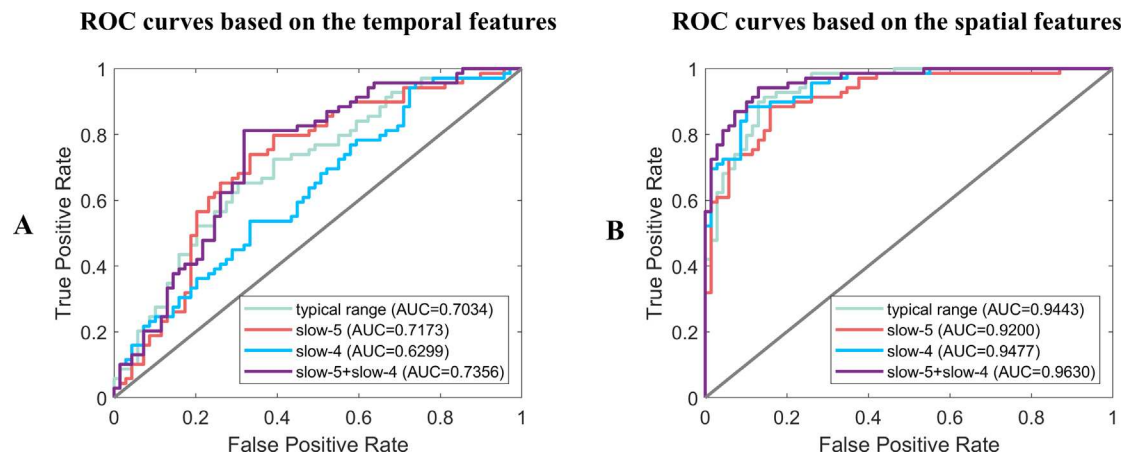 ROC curves based on the temporal features
A
True Positive Rate
1
0.8
0.6
0.4
0.2
0
0
0.2
0.4
0.6
0.8
1
False Positive Rate
typical range (AUC=0.7034)
slow-5 (AUC=0.7173)
slow-4 (AUC=0.6299)
slow-5+slow-4 (AUC=0.7356)
ROC curves based on the spatial features
B
True Positive Rate
1
0.8
0.6
0.4
0.2
0
0
0.2
0.4
0.6
0.8
1
False Positive Rate
typical range (AUC=0.9443)
slow-5 (AUC=0.9200)
slow-4 (AUC=0.9477)
slow-5+slow-4 (AUC=0.9630)